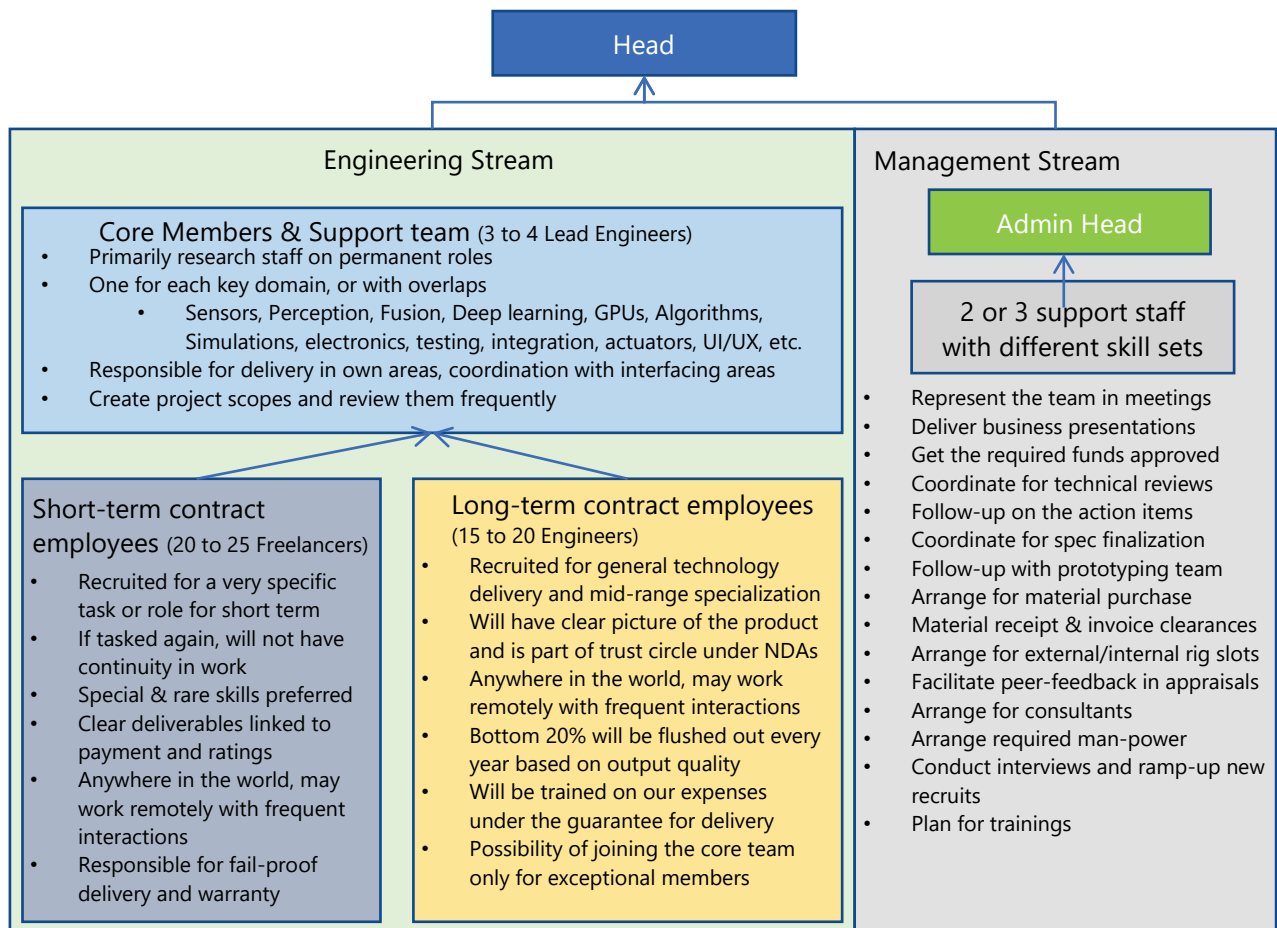 Head
Engineering Stream
Core Members & Support team (3 to 4 Lead Engineers)
• Primarily research staff on permanent roles
• One for each key domain, or with overlaps
• Sensors, Perception, Fusion, Deep learning, GPUs, Algorithms,
Simulations, electronics, testing, integration, actuators, UI/UX, etc.
• Responsible for delivery in own areas, coordination with interfacing areas
• Create project scopes and review them frequently
Short-term contract
employees (20 to 25 Freelancers)
• Recruited for a very specific
task or role for short term
• If tasked again, will not have
continuity in work
• Special & rare skills preferred
• Clear deliverables linked to
payment and ratings
• Anywhere in the world, may
work remotely with frequent
interactions
• Responsible for fail-proof
delivery and warranty
Long-term contract employees
(15 to 20 Engineers)
• Recruited for general technology
delivery and mid-range specialization
• Will have clear picture of the product
and is part of trust circle under NDAs
• Anywhere in the world, may work
remotely with frequent interactions
• Bottom 20% will be flushed out every
year based on output quality
• Will be trained on our expenses
under the guarantee for delivery
• Possibility of joining the core team
only for exceptional members
Management Stream
Admin Head
2 or 3 support staff
with different skill sets
• Represent the team in meetings
• Deliver business presentations
• Get the required funds approved
• Coordinate for technical reviews
• Follow-up on the action items
• Coordinate for spec finalization
• Follow-up with prototyping team
• Arrange for material purchase
• Material receipt & invoice clearances
• Arrange for external/internal rig slots
• Facilitate peer-feedback in appraisals
• Arrange for consultants
• Arrange required man-power
• Conduct interviews and ramp-up new
recruits
• Plan for trainings